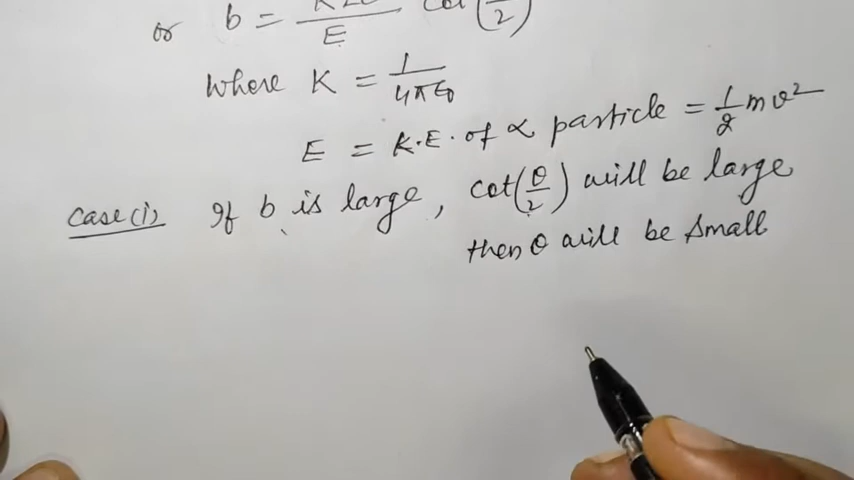 or b = / E cot (/2)
where K = 1/4πε₀
E = K.E. of α particle = 1/2 mv²
case(i) If b is large, cot(θ/2) will be large
then θ will be small